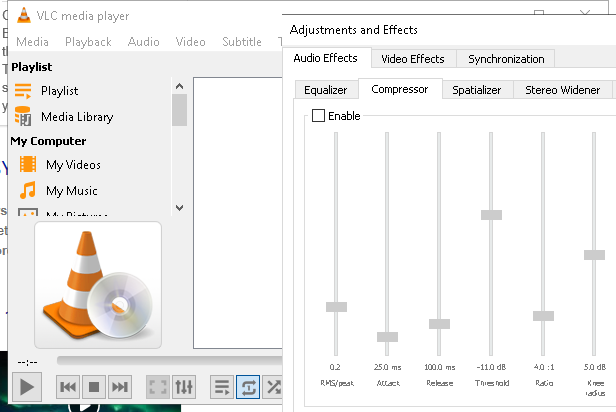 VLC media player
Media Playback Audio Video Subtitle
Playlist
Playlist
Media Library
My Computer
My Videos
My Music
My Pictures
--:--
Adjustments and Effects
Audio Effects Video Effects Synchronization
Equalizer Compressor Spatializer Stereo Widener
Enable
0.2 25.0 ms 100.0 ms -11.0 dB 4.0 :1 5.0 dB
RMS/peak Attack Release Threshold Ratio Knee
radius